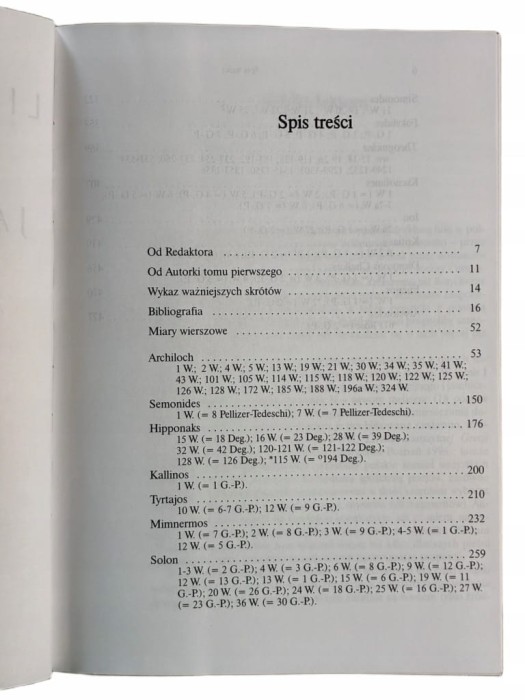 Spis treści
Od Redaktora . . . . . . . . . . . . . . . . . . . . 7
Od Autorki tomu pierwszego . . . . . . . . . . . . . . . . . . . . 11
Wykaz ważniejszych skrótów . . . . . . . . . . . . . . . . . . . . 14
Bibliografia . . . . . . . . . . . . . . . . . . . . 16
Miary wierszowe . . . . . . . . . . . . . . . . . . . . 52
Archiloch . . . . . . . . . . . . . . . . . . . . 53
1 W.; 2 W.; 4 W.; 5 W.; 13 W.; 19 W.; 21 W.; 30 W.; 34 W.; 35 W.; 41 W.;
43 W.; 101 W.; 105 W.; 114 W.; 115 W.; 118 W.; 120 W.; 122 W.; 125 W.;
126 W.; 128 W.; 172 W.; 185 W.; 188 W.; 196a W.; 324 W.
Semonides . . . . . . . . . . . . . . . . . . . . 150
1 W. (= 8 Pellizer-Tedeschi); 7 W. (= 7 Pellizer-Tedeschi).
Hipponaks . . . . . . . . . . . . . . . . . . . . 176
15 W. (= 18 Deg.); 16 W. (= 23 Deg.); 28 W. (= 39 Deg.);
32 W. (= 42 Deg.); 120-121 W. (= 121-122 Deg.);
128 W. (= 126 Deg.); *115 W. (= º194 Deg.).
Kallinos . . . . . . . . . . . . . . . . . . . . 200
1 W. (= 1 G.-P.).
Tyrtajos . . . . . . . . . . . . . . . . . . . . 210
10 W. (= 6-7 G.-P.); 12 W. (= 9 G.-P.).
Mimnermos . . . . . . . . . . . . . . . . . . . . 232
1 W. (= 7 G.-P.); 2 W. (= 8 G.-P.); 3 W. (= 9 G.-P.); 4-5 W. (= 1 G.-P.);
12 W. (= 5 G.-P.).
Solon . . . . . . . . . . . . . . . . . . . . 259
1-3 W. (= 2 G.-P.); 4 W. (= 3 G.-P.); 6 W. (= 8 G.-P.); 9 W. (= 12 G.-P.);
12 W. (= 13 G.-P.); 13 W. (= 1 G.-P.); 15 W. (= 6 G.-P.); 19 W. (= 11
G.-P.); 20 W. (= 26 G.-P.); 24 W. (= 18 G.-P.); 25 W. (= 16 G.-P.); 27 W.
(= 23 G.-P.); 36 W. (= 30 G.-P.).